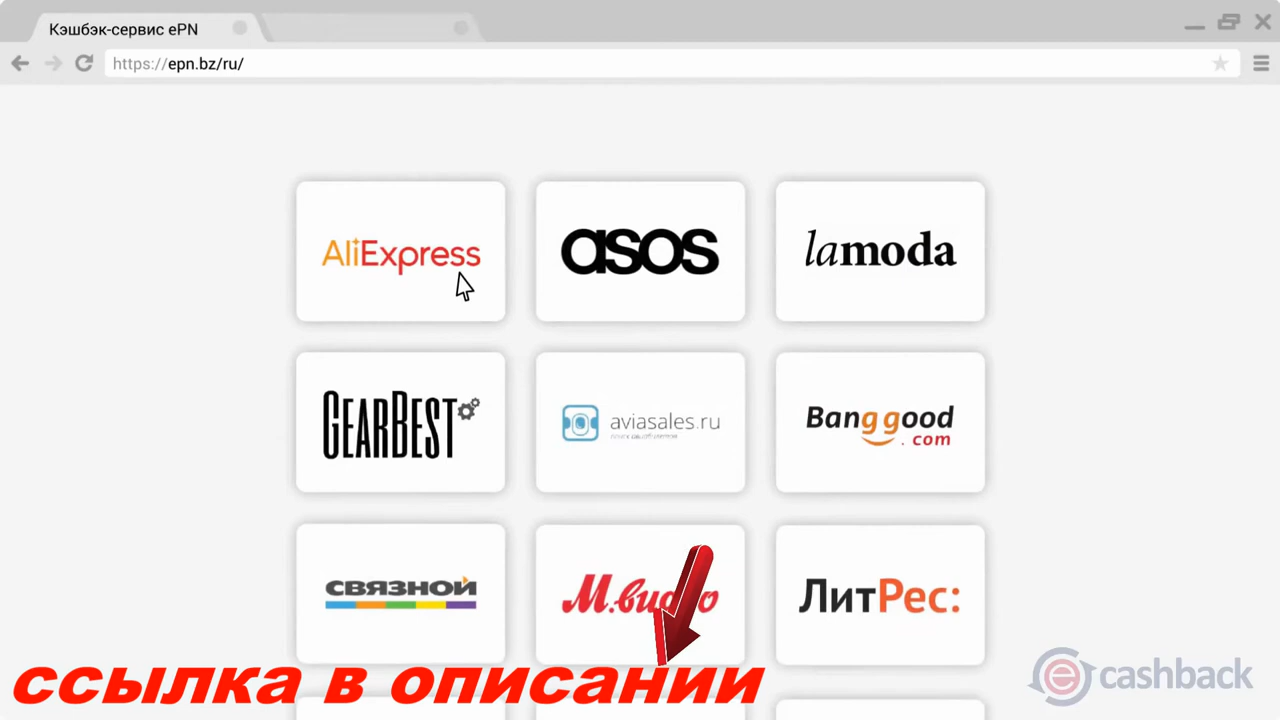 Кэшбэк-сервис ePN
https://epn.bz/ru/
AliExpress
asos
lamoda
GEARBEST
aviasales.ru
Banggood
.com
СВЯЗНОЙ
ЛитРес:
ссылка в описании
e cashback